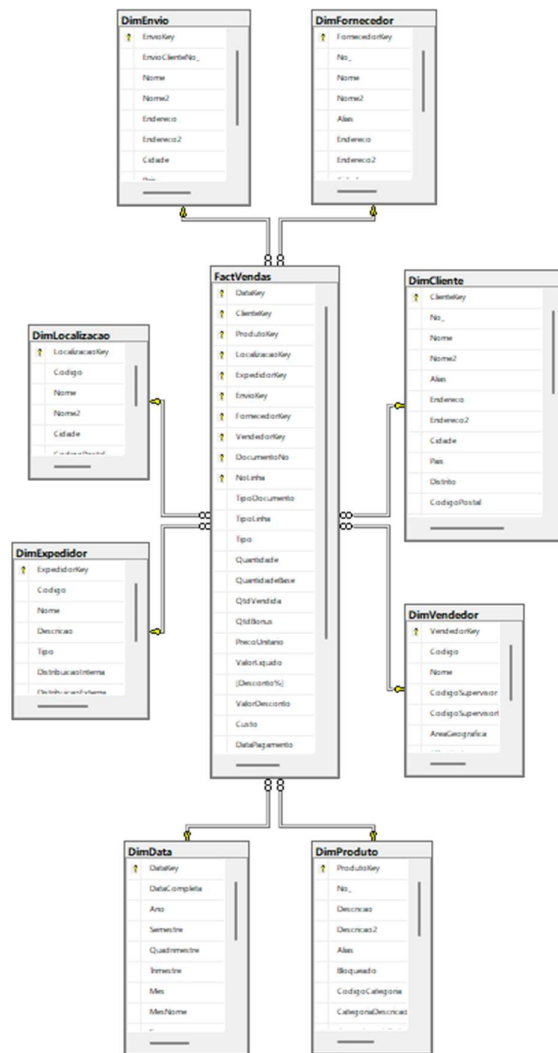 DimEnvio
EnvioKey
EnvioClienteNo_
Nome
Nome2
Endereco
Endereco2
Cidade
Pais
DimFornecedor
FornecedorKey
No_
Nome
Nome2
Alias
Endereco
Endereco2
FactVendas
DataKey
ClienteKey
ProdutoKey
LocalizacaoKey
ExpedidorKey
EnvioKey
FornecedorKey
VendedorKey
DocumentoNo
NoLinha
TipoDocumento
TipoLinha
Tipo
Quantidade
QuantidadeBase
QtdVendida
QtdBonus
PrecoUnitario
ValorLiquido
[Desconto%]
ValorDesconto
Custo
DataPagamento
DimCliente
ClienteKey
No_
Nome
Nome2
Alias
Endereco
Endereco2
Cidade
Pais
Distrito
CodigoPostal
DimLocalizacao
LocalizacaoKey
Codigo
Nome
Nome2
Cidade
CodigoPostal
DimExpedidor
ExpedidorKey
Codigo
Nome
Descricao
Tipo
DistribuicaoInterna
DistribuicaoExterna
DimVendedor
VendedorKey
Codigo
Nome
CodigoSupervisor
AreaGeografica
DimData
DataKey
DataCompleta
Ano
Semestre
Quadrimestre
Trimestre
Mes
MesNome
DimProduto
ProdutoKey
No_
Descricao
Descricao2
Alias
Bloqueado
CodigoCategoria
CategoriaDescricao